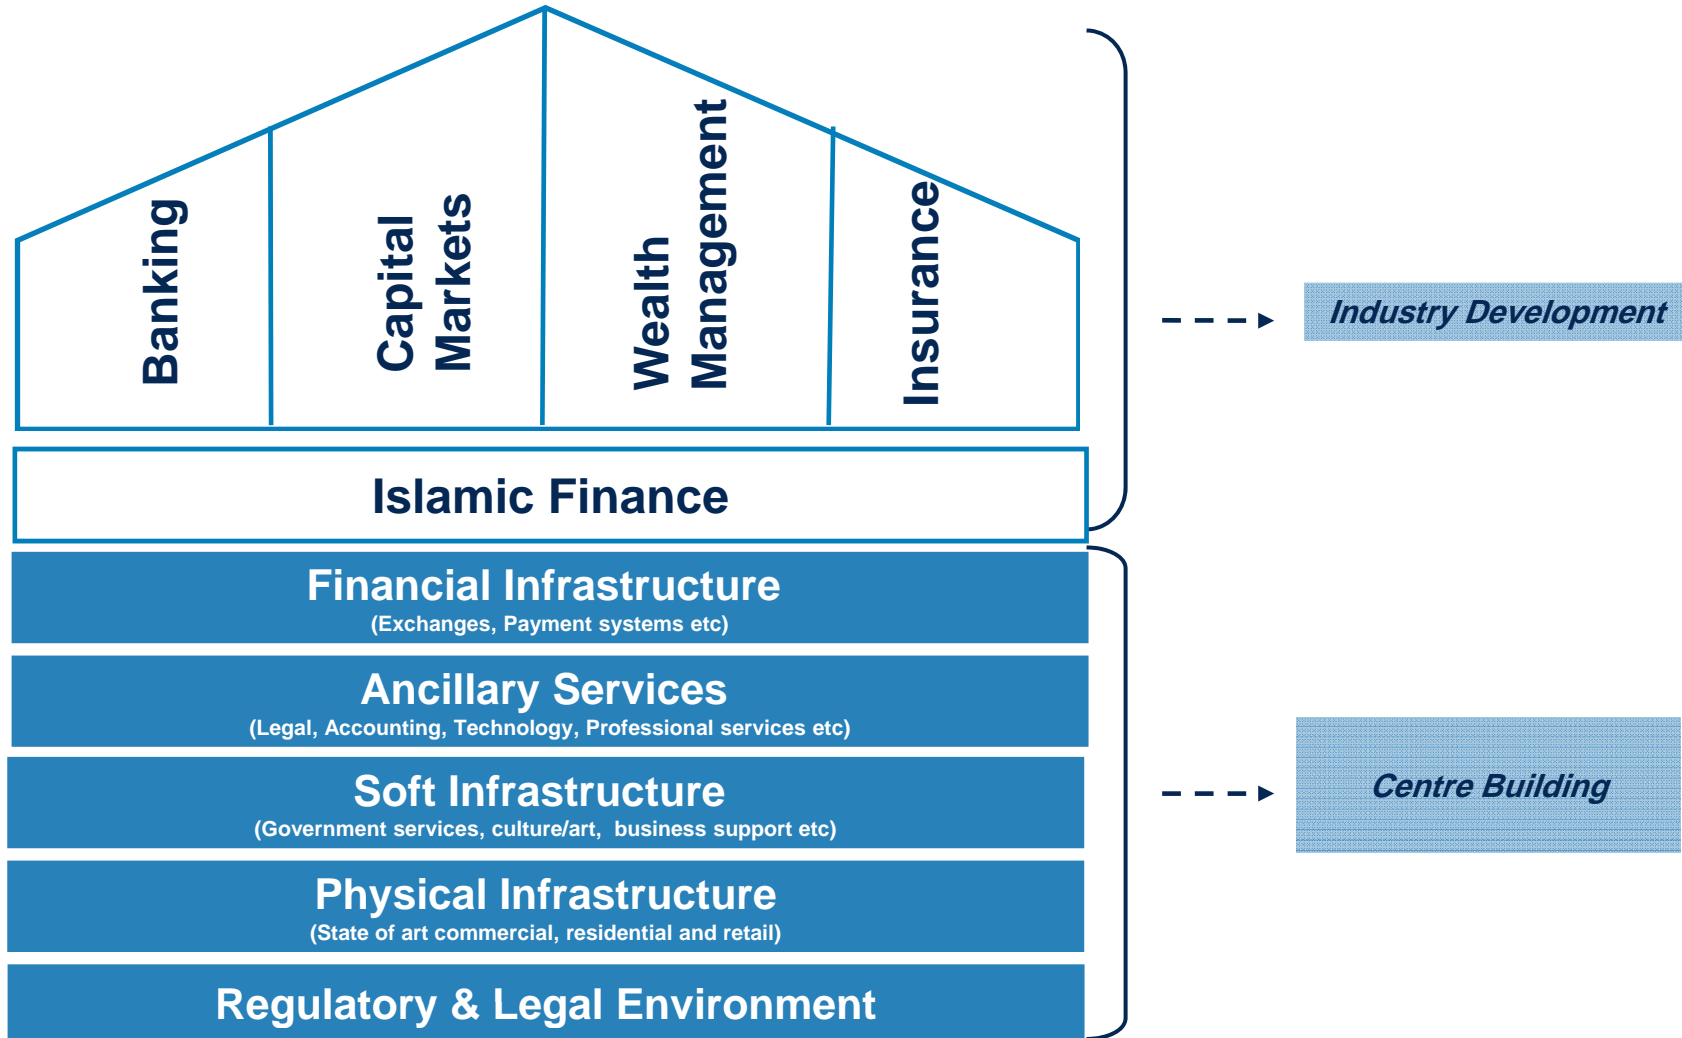 Banking
Capital
Markets
Wealth
Management
Insurance
Industry Development
Islamic Finance
Financial Infrastructure
(Exchanges, Payment systems etc)
Ancillary Services
(Legal, Accounting, Technology, Professional services etc)
Soft Infrastructure
(Government services, culture/art,  business support etc)
Centre Building
Physical Infrastructure
(State of art commercial, residential and retail)
Regulatory & Legal Environment